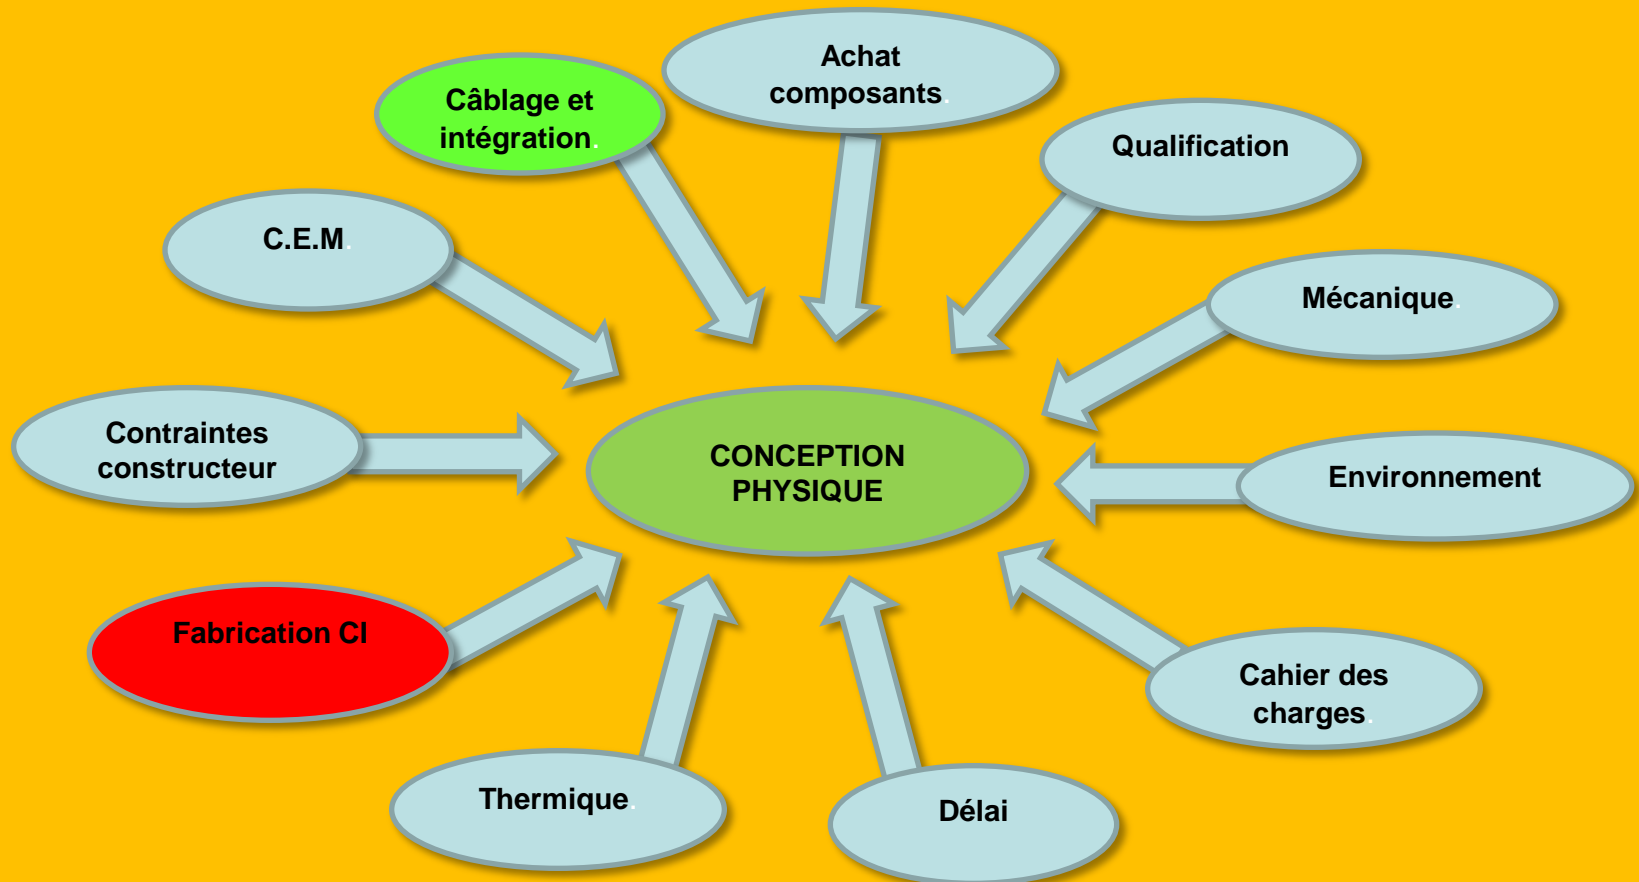 Achat
composants.
Câblage et
intégration.
Qualification
C.E.M.
Mécanique.
Contraintes
constructeur
CONCEPTION
PHYSIQUE
Environnement
Fabrication CI
Cahier des
charges.
Thermique.
Délai